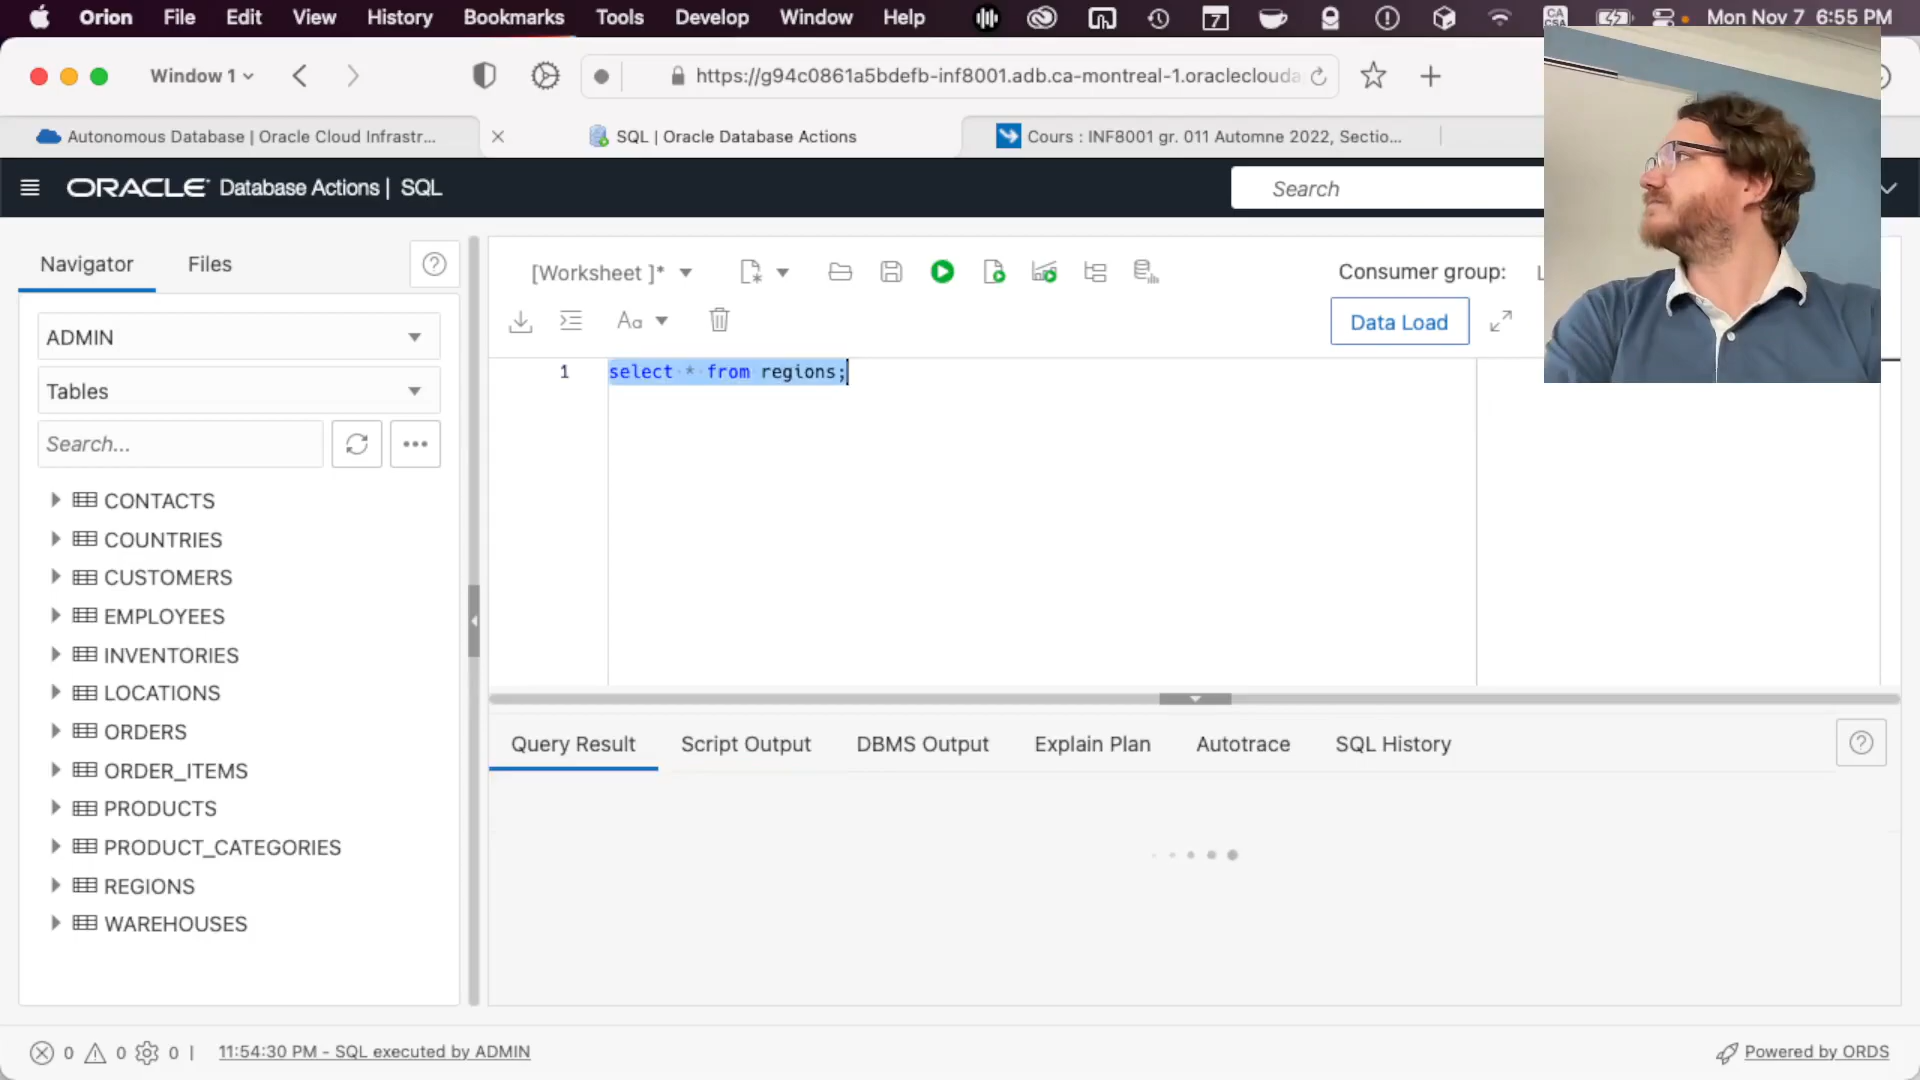 Orion File Edit View History Bookmarks Tools Develop Window Help 7 CA CSA Mon Nov 7 6:55 PM
Window 1 https://g94c0861a5bdefb-inf8001.adb.ca-montreal-1.oracleclouda
Autonomous Database | Oracle Cloud Infrastr... SQL | Oracle Database Actions Cours : INF8001 gr. 011 Automne 2022, Sectio...
ORACLE Database Actions | SQL Search
Navigator Files
[Worksheet ]* Consumer group: L
Aa Data Load
ADMIN
Tables
Search...
1 select * from regions;
CONTACTS
COUNTRIES
CUSTOMERS
EMPLOYEES
INVENTORIES
LOCATIONS
ORDERS
ORDER_ITEMS
PRODUCTS
PRODUCT_CATEGORIES
REGIONS
WAREHOUSES
Query Result Script Output DBMS Output Explain Plan Autotrace SQL History
0 0 0 | 11:54:30 PM - SQL executed by ADMIN Powered by ORDS